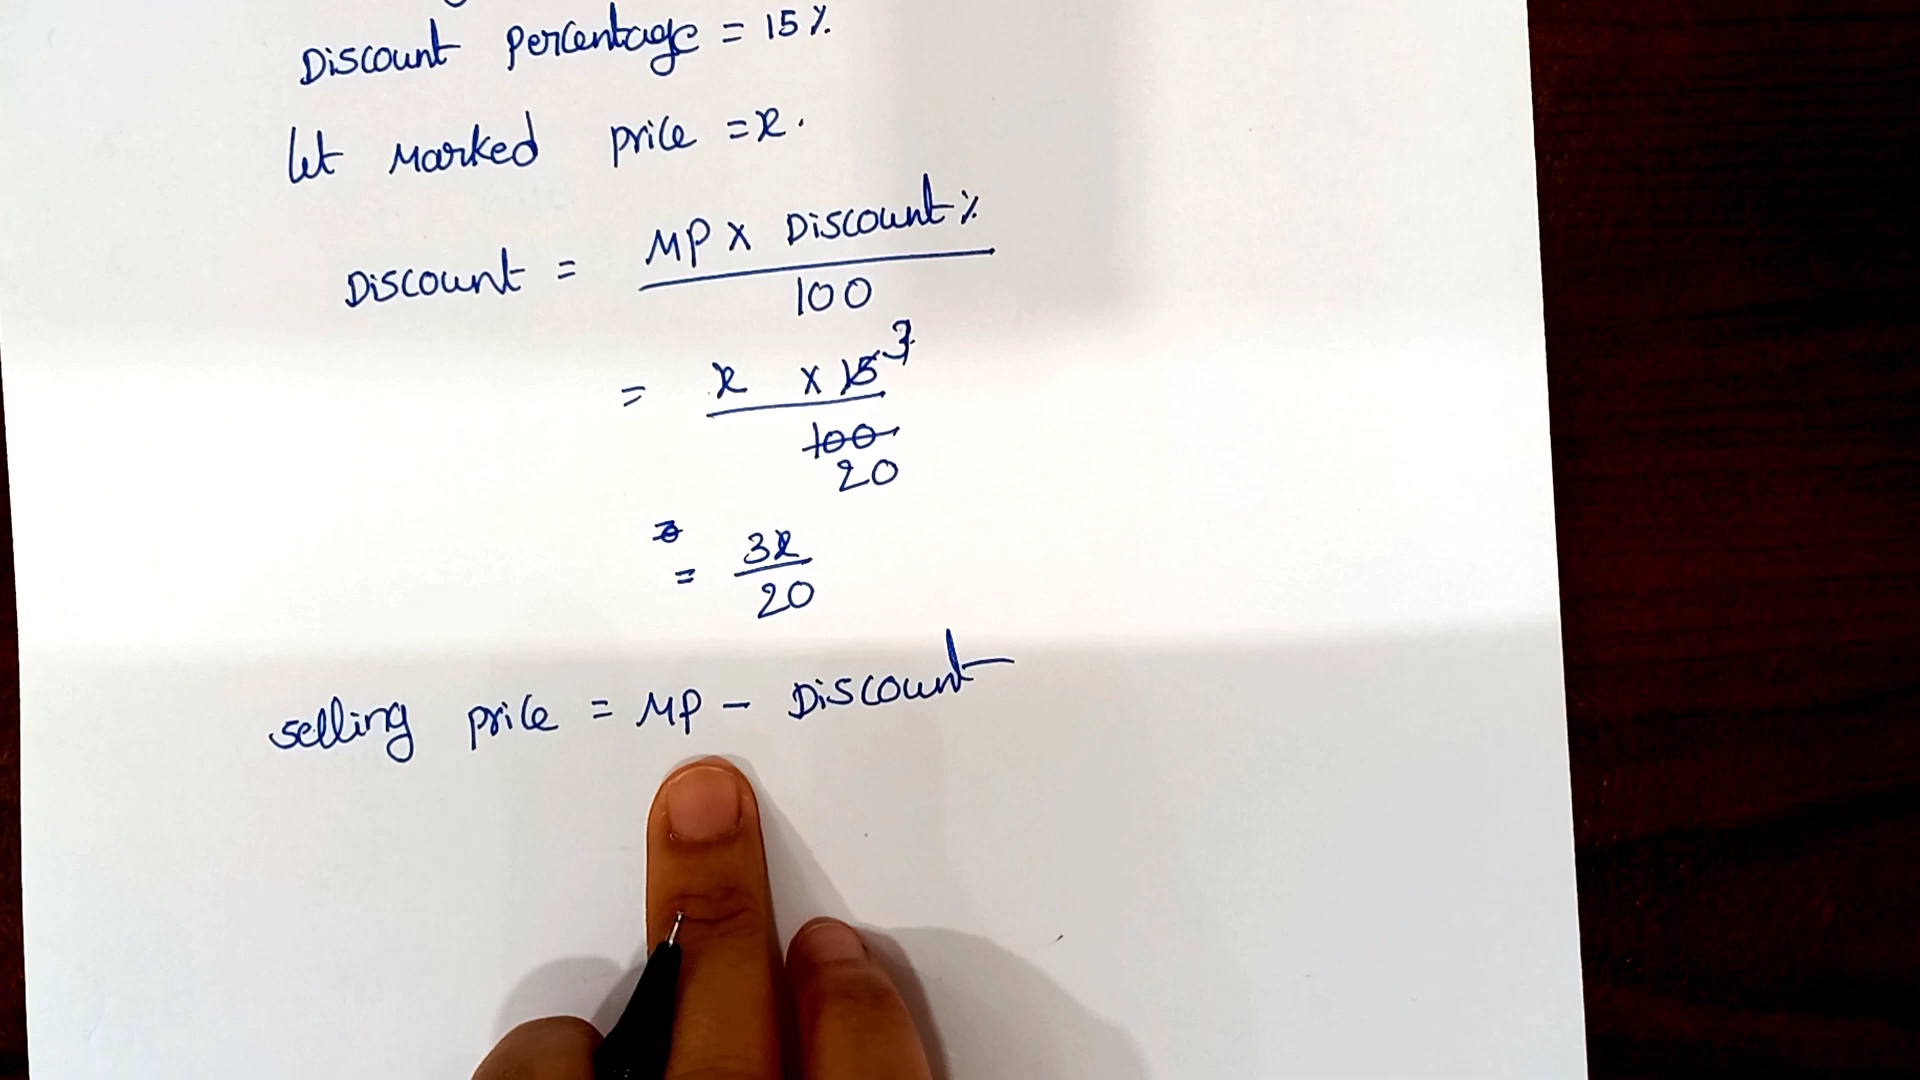 Discount Percentage = 15%
Let Marked price = x.
Discount = MP x Discount %
100
= x x 15 3
100
20
= 3x
20
selling price = MP - Discount